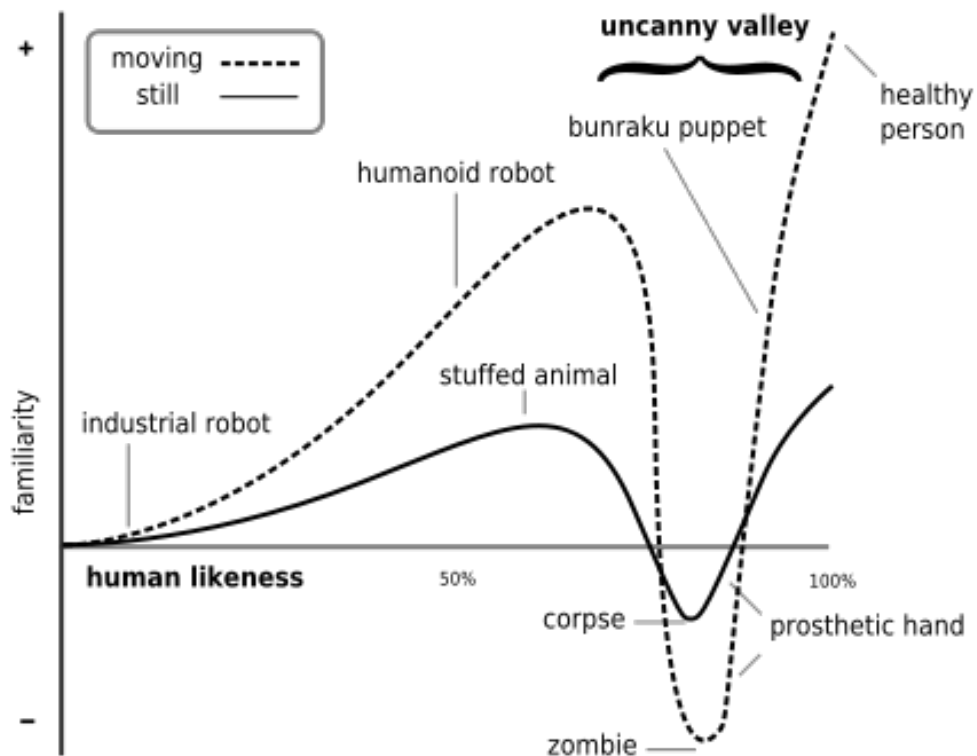 +
uncanny valley
moving
still
healthy
person
bunraku puppet
humanoid robot
stuffed animal
industrial robot
familiarity
human likeness
50%
100%
corpse
prosthetic hand
–
zombie